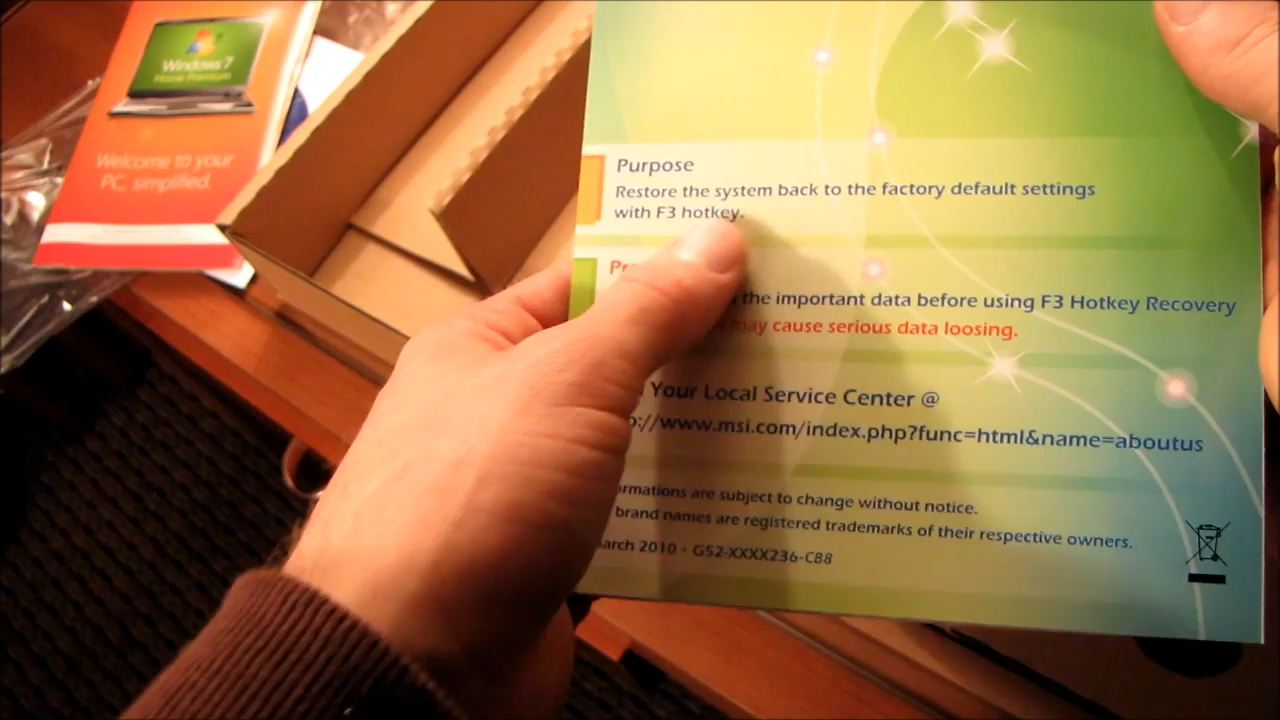 Windows 7
Home Premium
Welcome to your
PC, simplified.
Purpose
Restore the system back to the factory default settings
with F3 hotkey.
the important data before using F3 Hotkey Recovery
may cause serious data loosing.
Your Local Service Center @
://www.msi.com/index.php?func=html&name=aboutus
ormations are subject to change without notice.
brand names are registered trademarks of their respective owners.
arch 2010 - G52-XXXX236-CB8